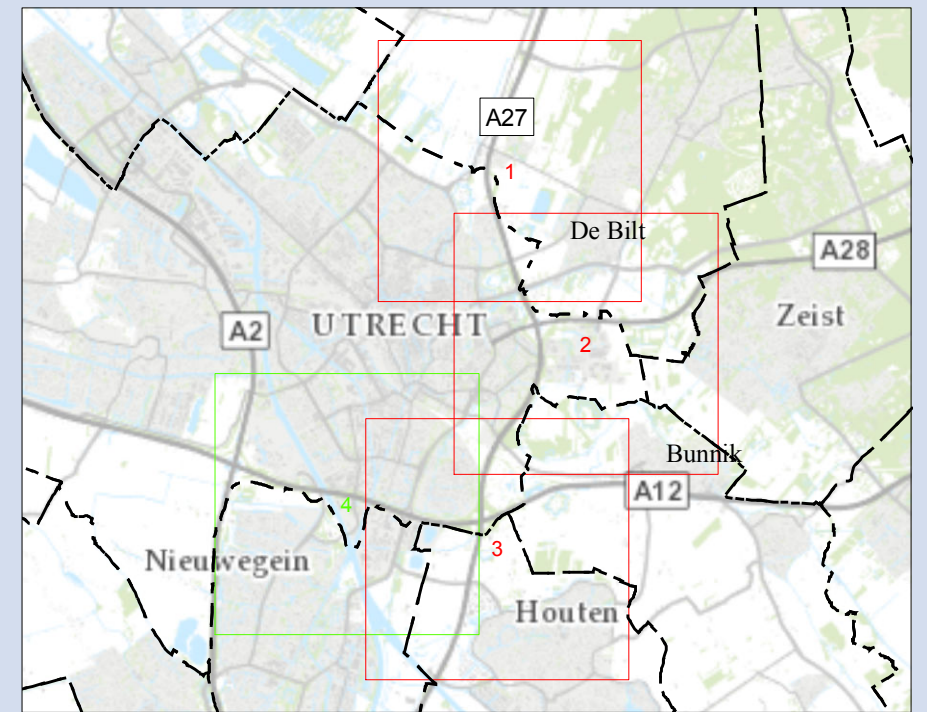 A27
1
De Bilt
A28
UTRECHT
Zeist
A2
2
Bunnik
A12
4
3
Nieuwegein
Houten